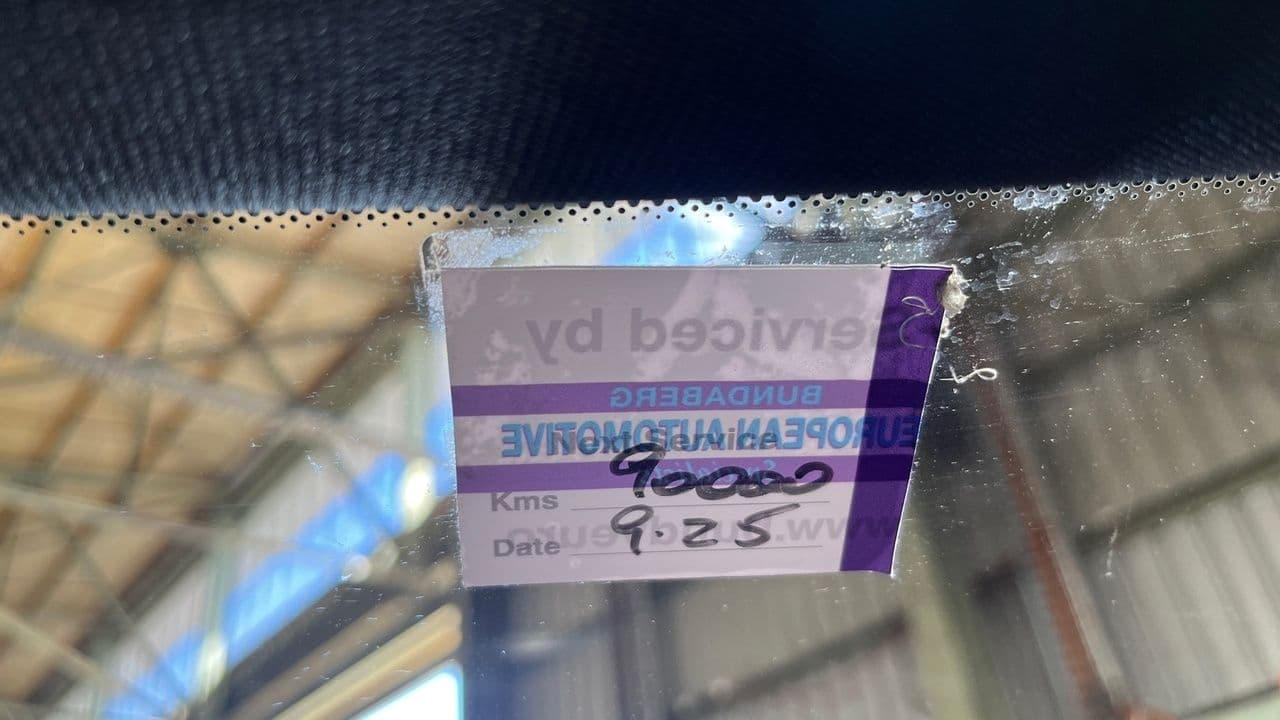 Serviced by
BUNDABERG
EUROPEAN AUTOMOTIVE
Next Service
Kms 90000
Date 9.25